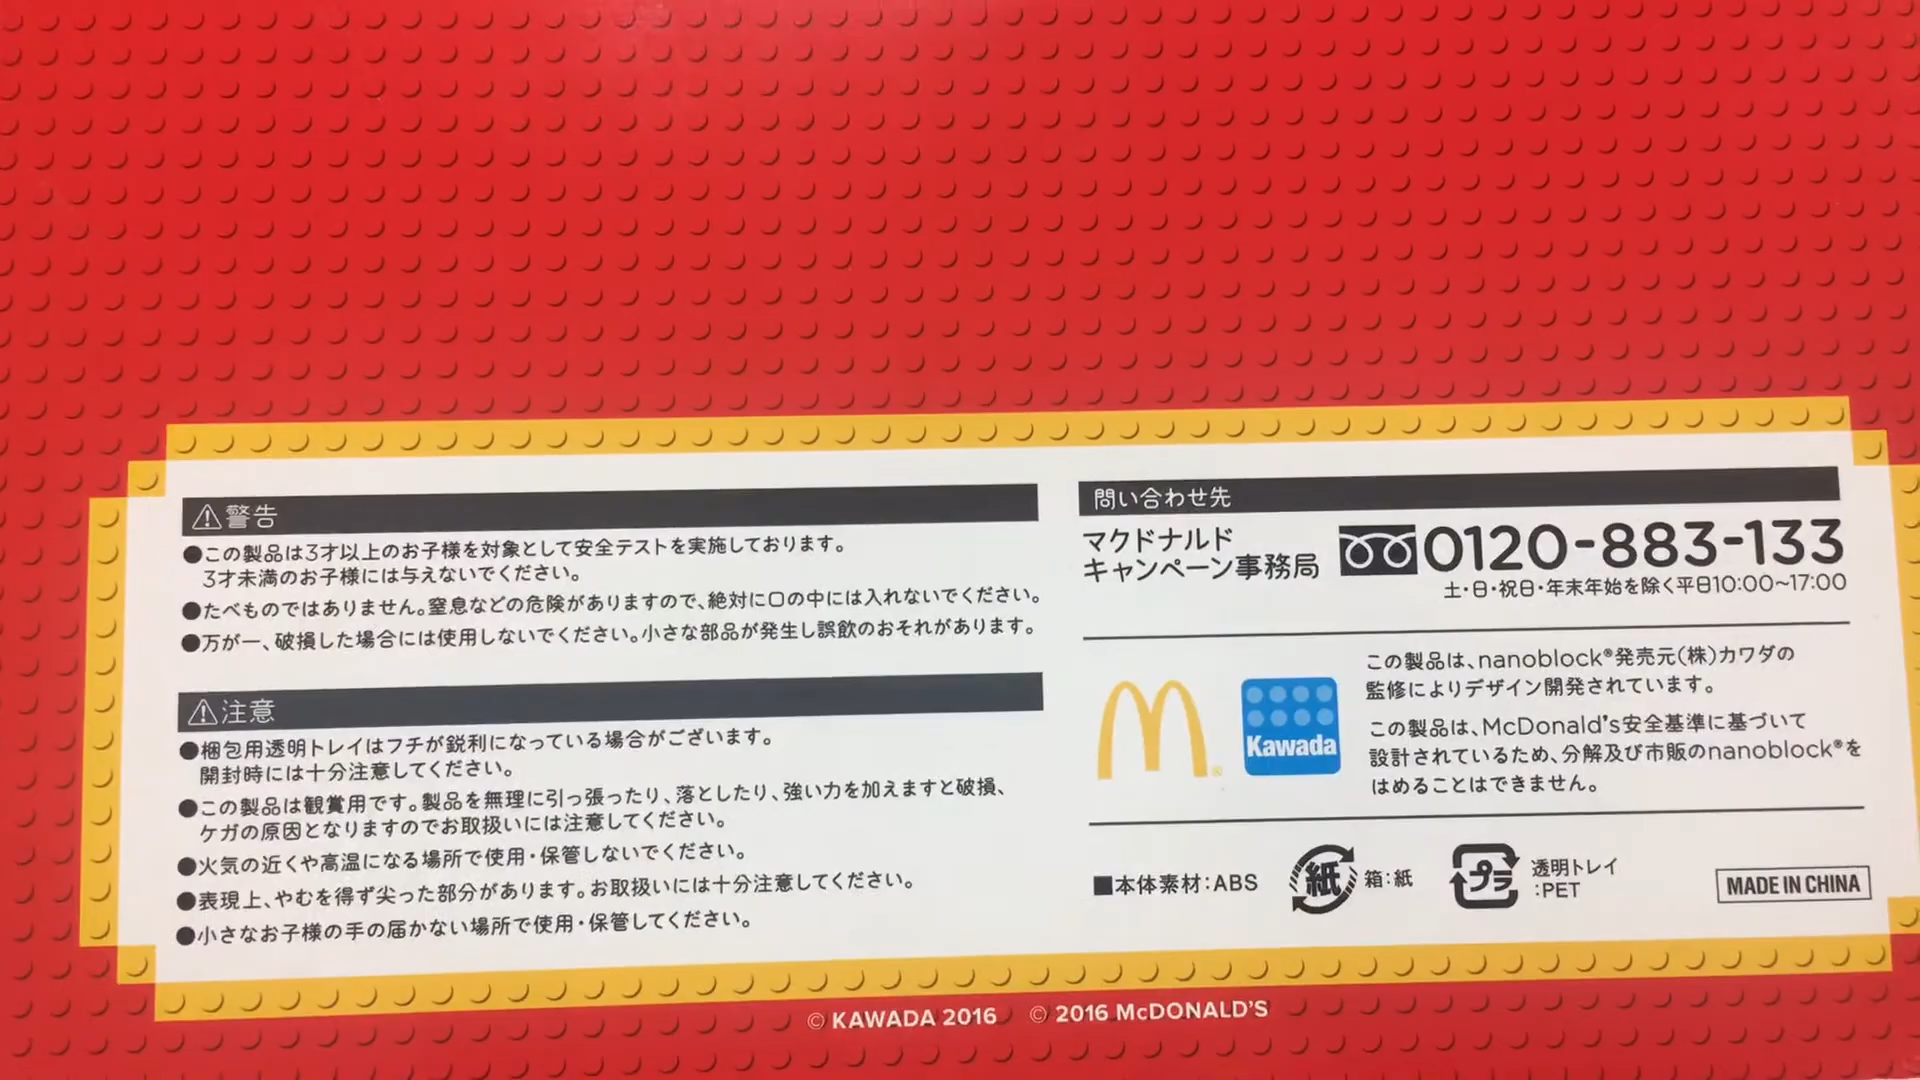 警告
●この製品は3才以上のお子様を対象として安全テストを実施しております。
3才未満のお子様には与えないでください。
●たべものではありません。窒息などの危険がありますので、絶対に口の中には入れないでください。
●万が一、破損した場合には使用しないでください。小さな部品が発生し誤飲のおそれがあります。
注意
●梱包用透明トレイはフチが鋭利になっている場合がございます。
開封時には十分注意してください。
●この製品は観賞用です。製品を無理に引っ張ったり、落としたり、強い力を加えますと破損、
ケガの原因となりますのでお取扱いには注意してください。
●火気の近くや高温になる場所で使用・保管しないでください。
●表現上、やむを得ず尖った部分があります。お取扱いには十分注意してください。
●小さなお子様の手の届かない場所で使用・保管してください。
問い合わせ先
マクドナルド
キャンペーン事務局
0120-883-133
土・日・祝日・年末年始を除く平日10:00〜17:00
Kawada
この製品は、nanoblock®発売元(株)カワダの
監修によりデザイン開発されています。
この製品は、McDonald's安全基準に基づいて
設計されているため、分解及び市販のnanoblock®を
はめることはできません。
■本体素材:ABS
紙
箱:紙
プラ
透明トレイ
:PET
MADE IN CHINA
© KAWADA 2016 © 2016 McDONALD'S